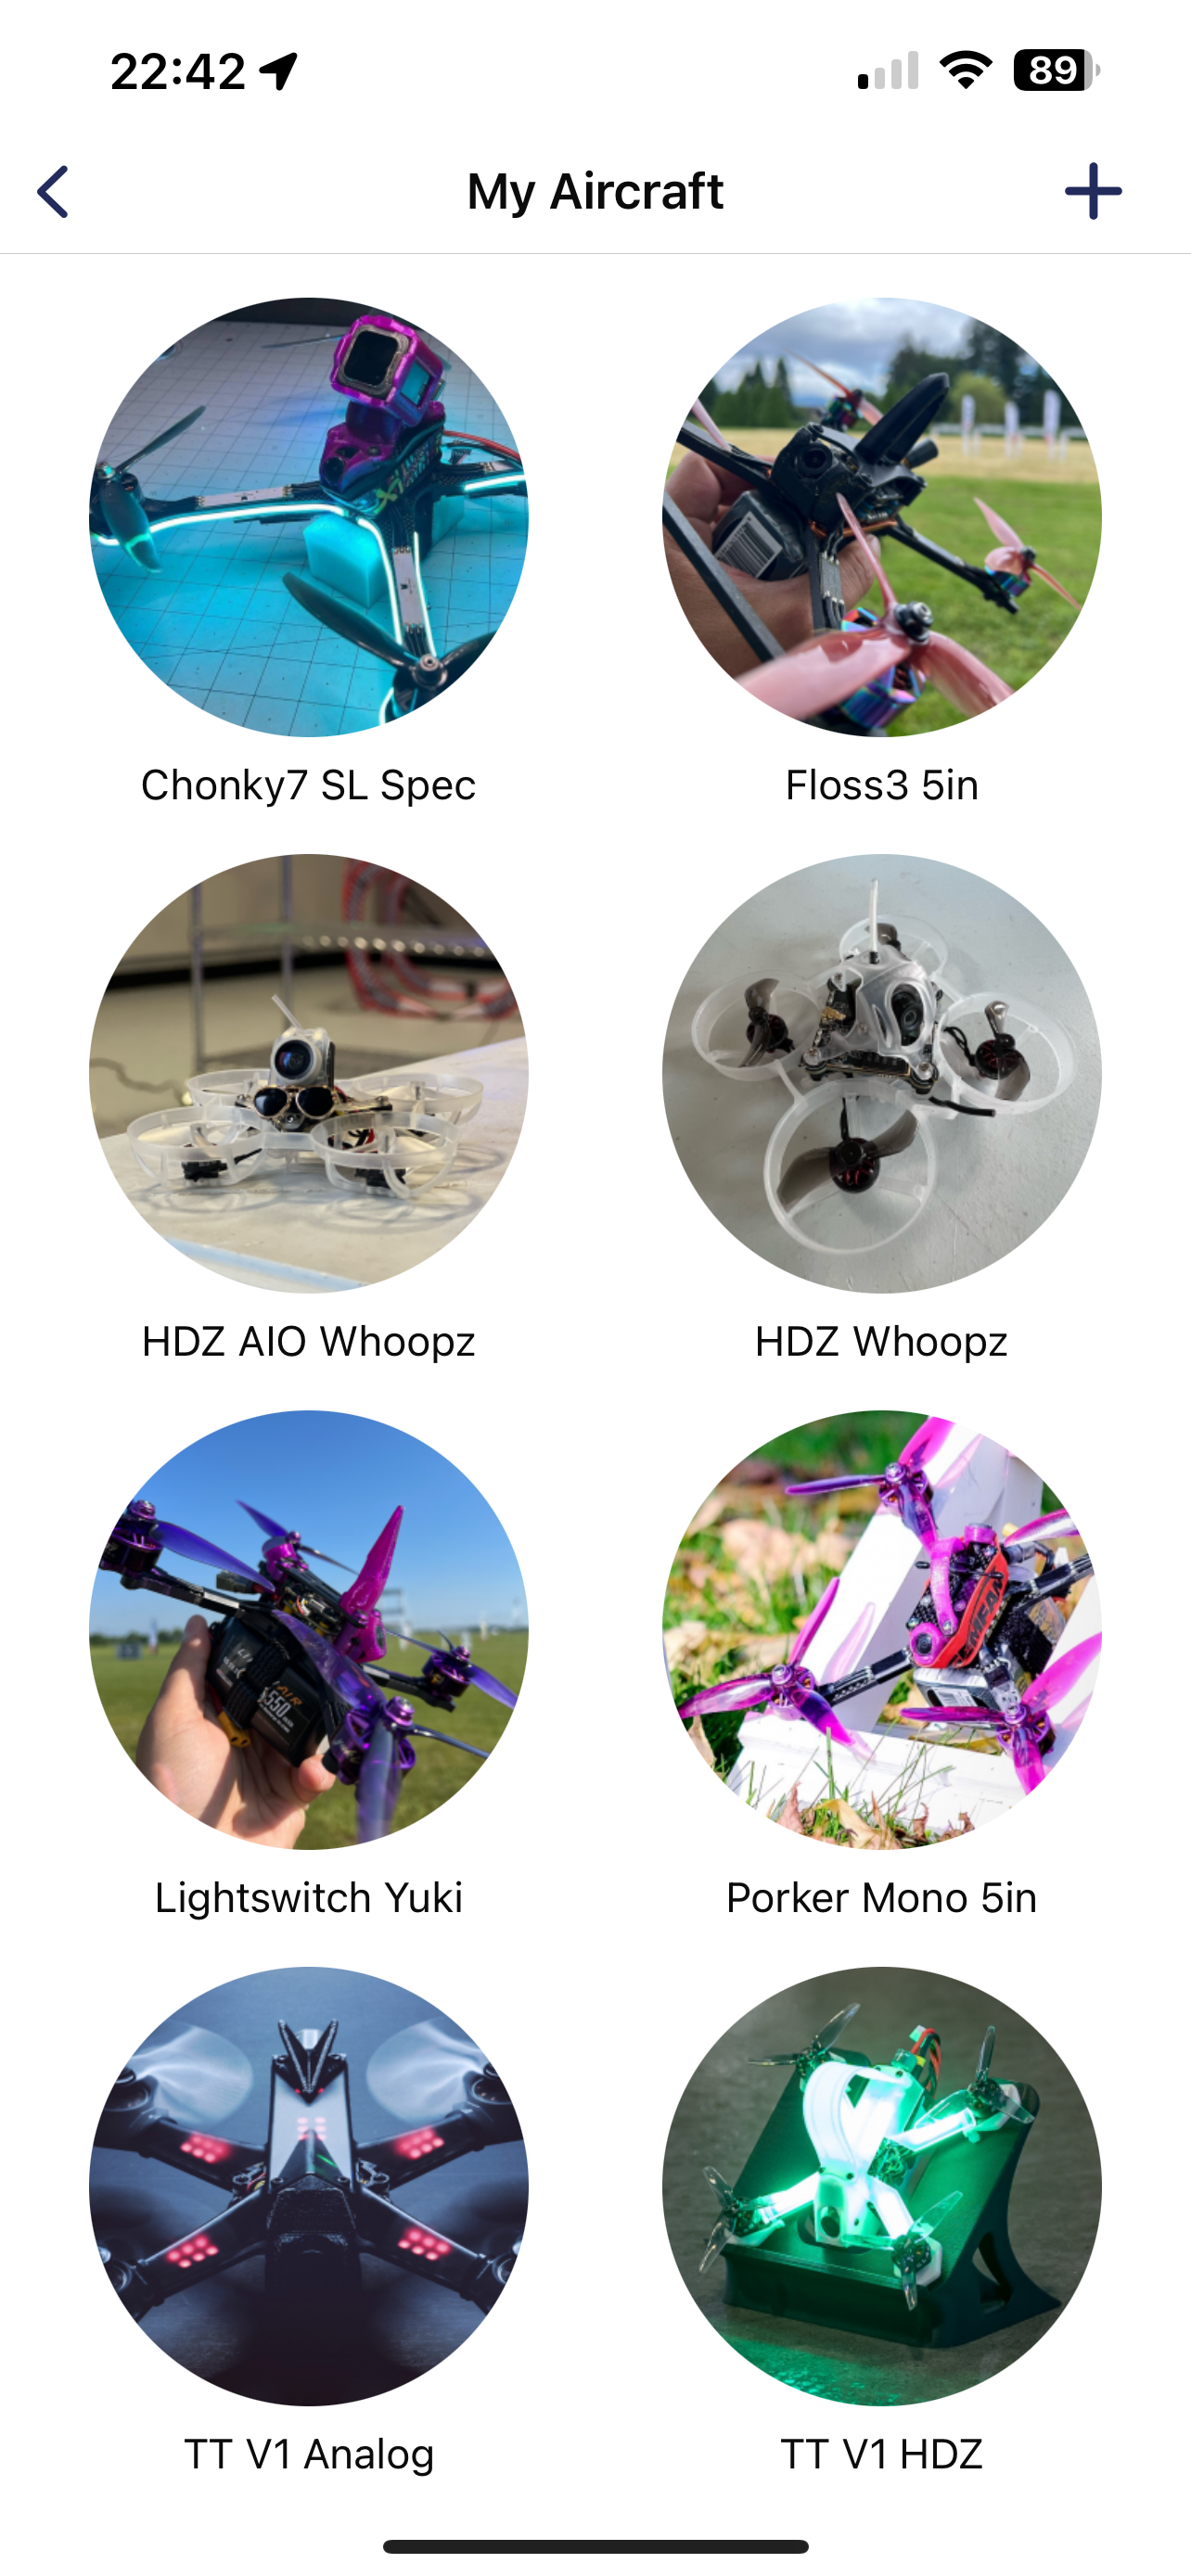 22:42
89
My Aircraft
Chonky7 SL Spec
Floss3 5in
HDZ AIO Whoopz
HDZ Whoopz
Lightswitch Yuki
Porker Mono 5in
TT V1 Analog
TT V1 HDZ